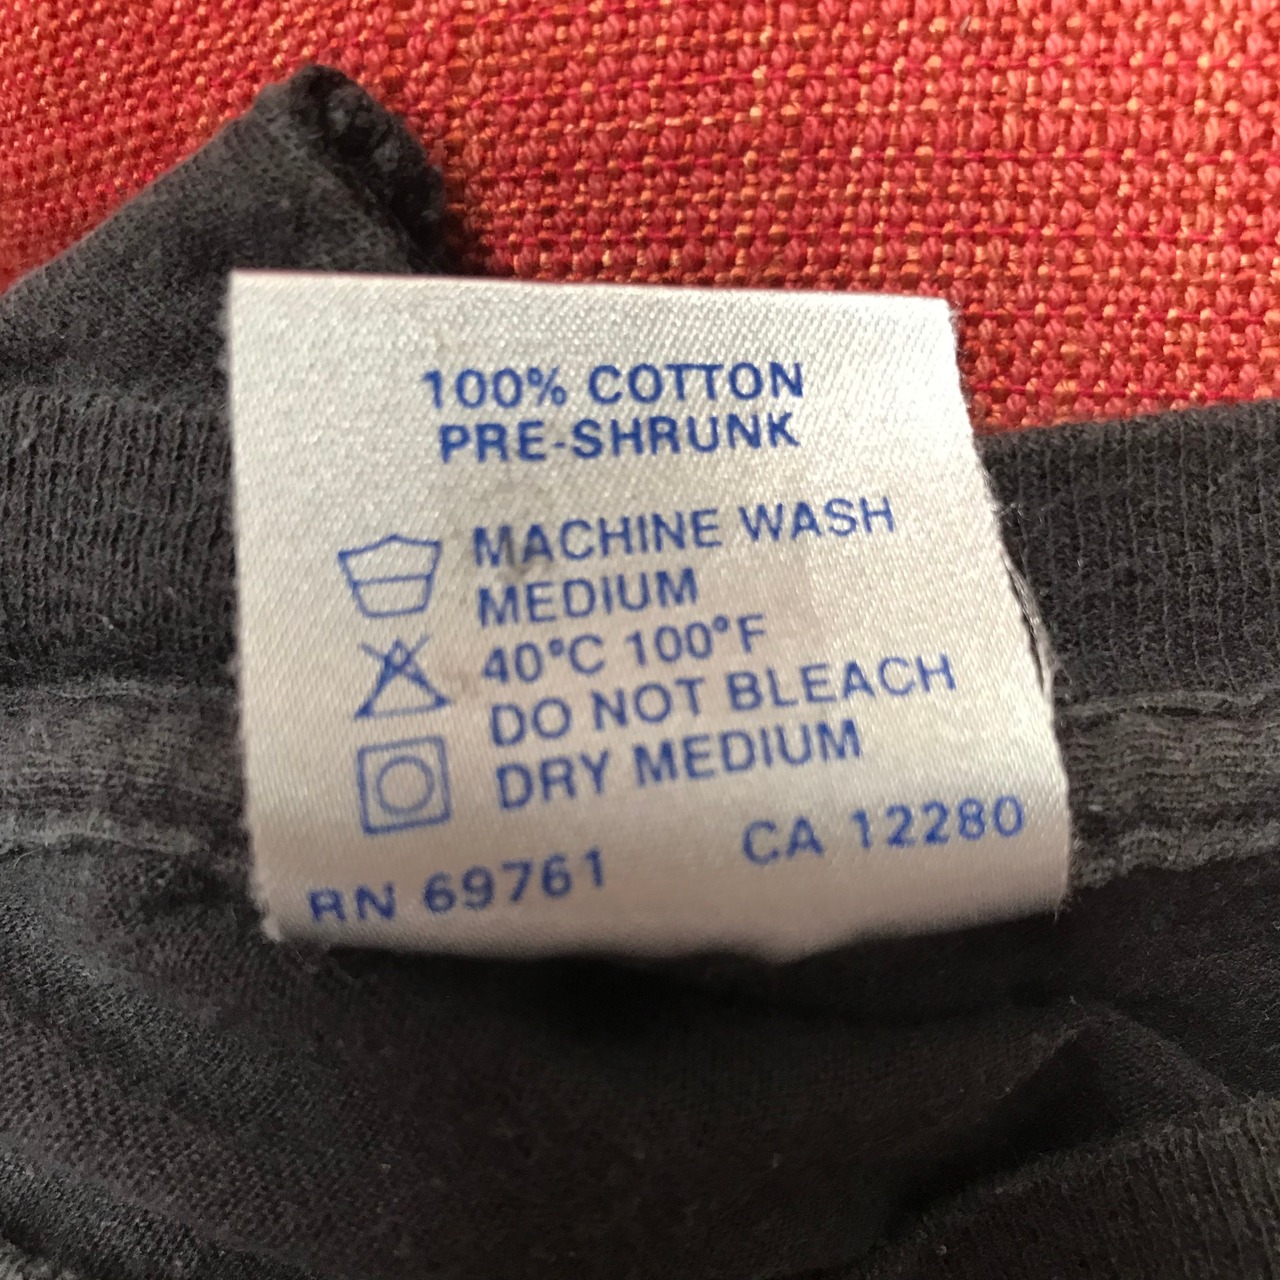 100% COTTON
PRE-SHRUNK
MACHINE WASH
MEDIUM
40°C 100°F
DO NOT BLEACH
DRY MEDIUM
RN 69761 CA 12280